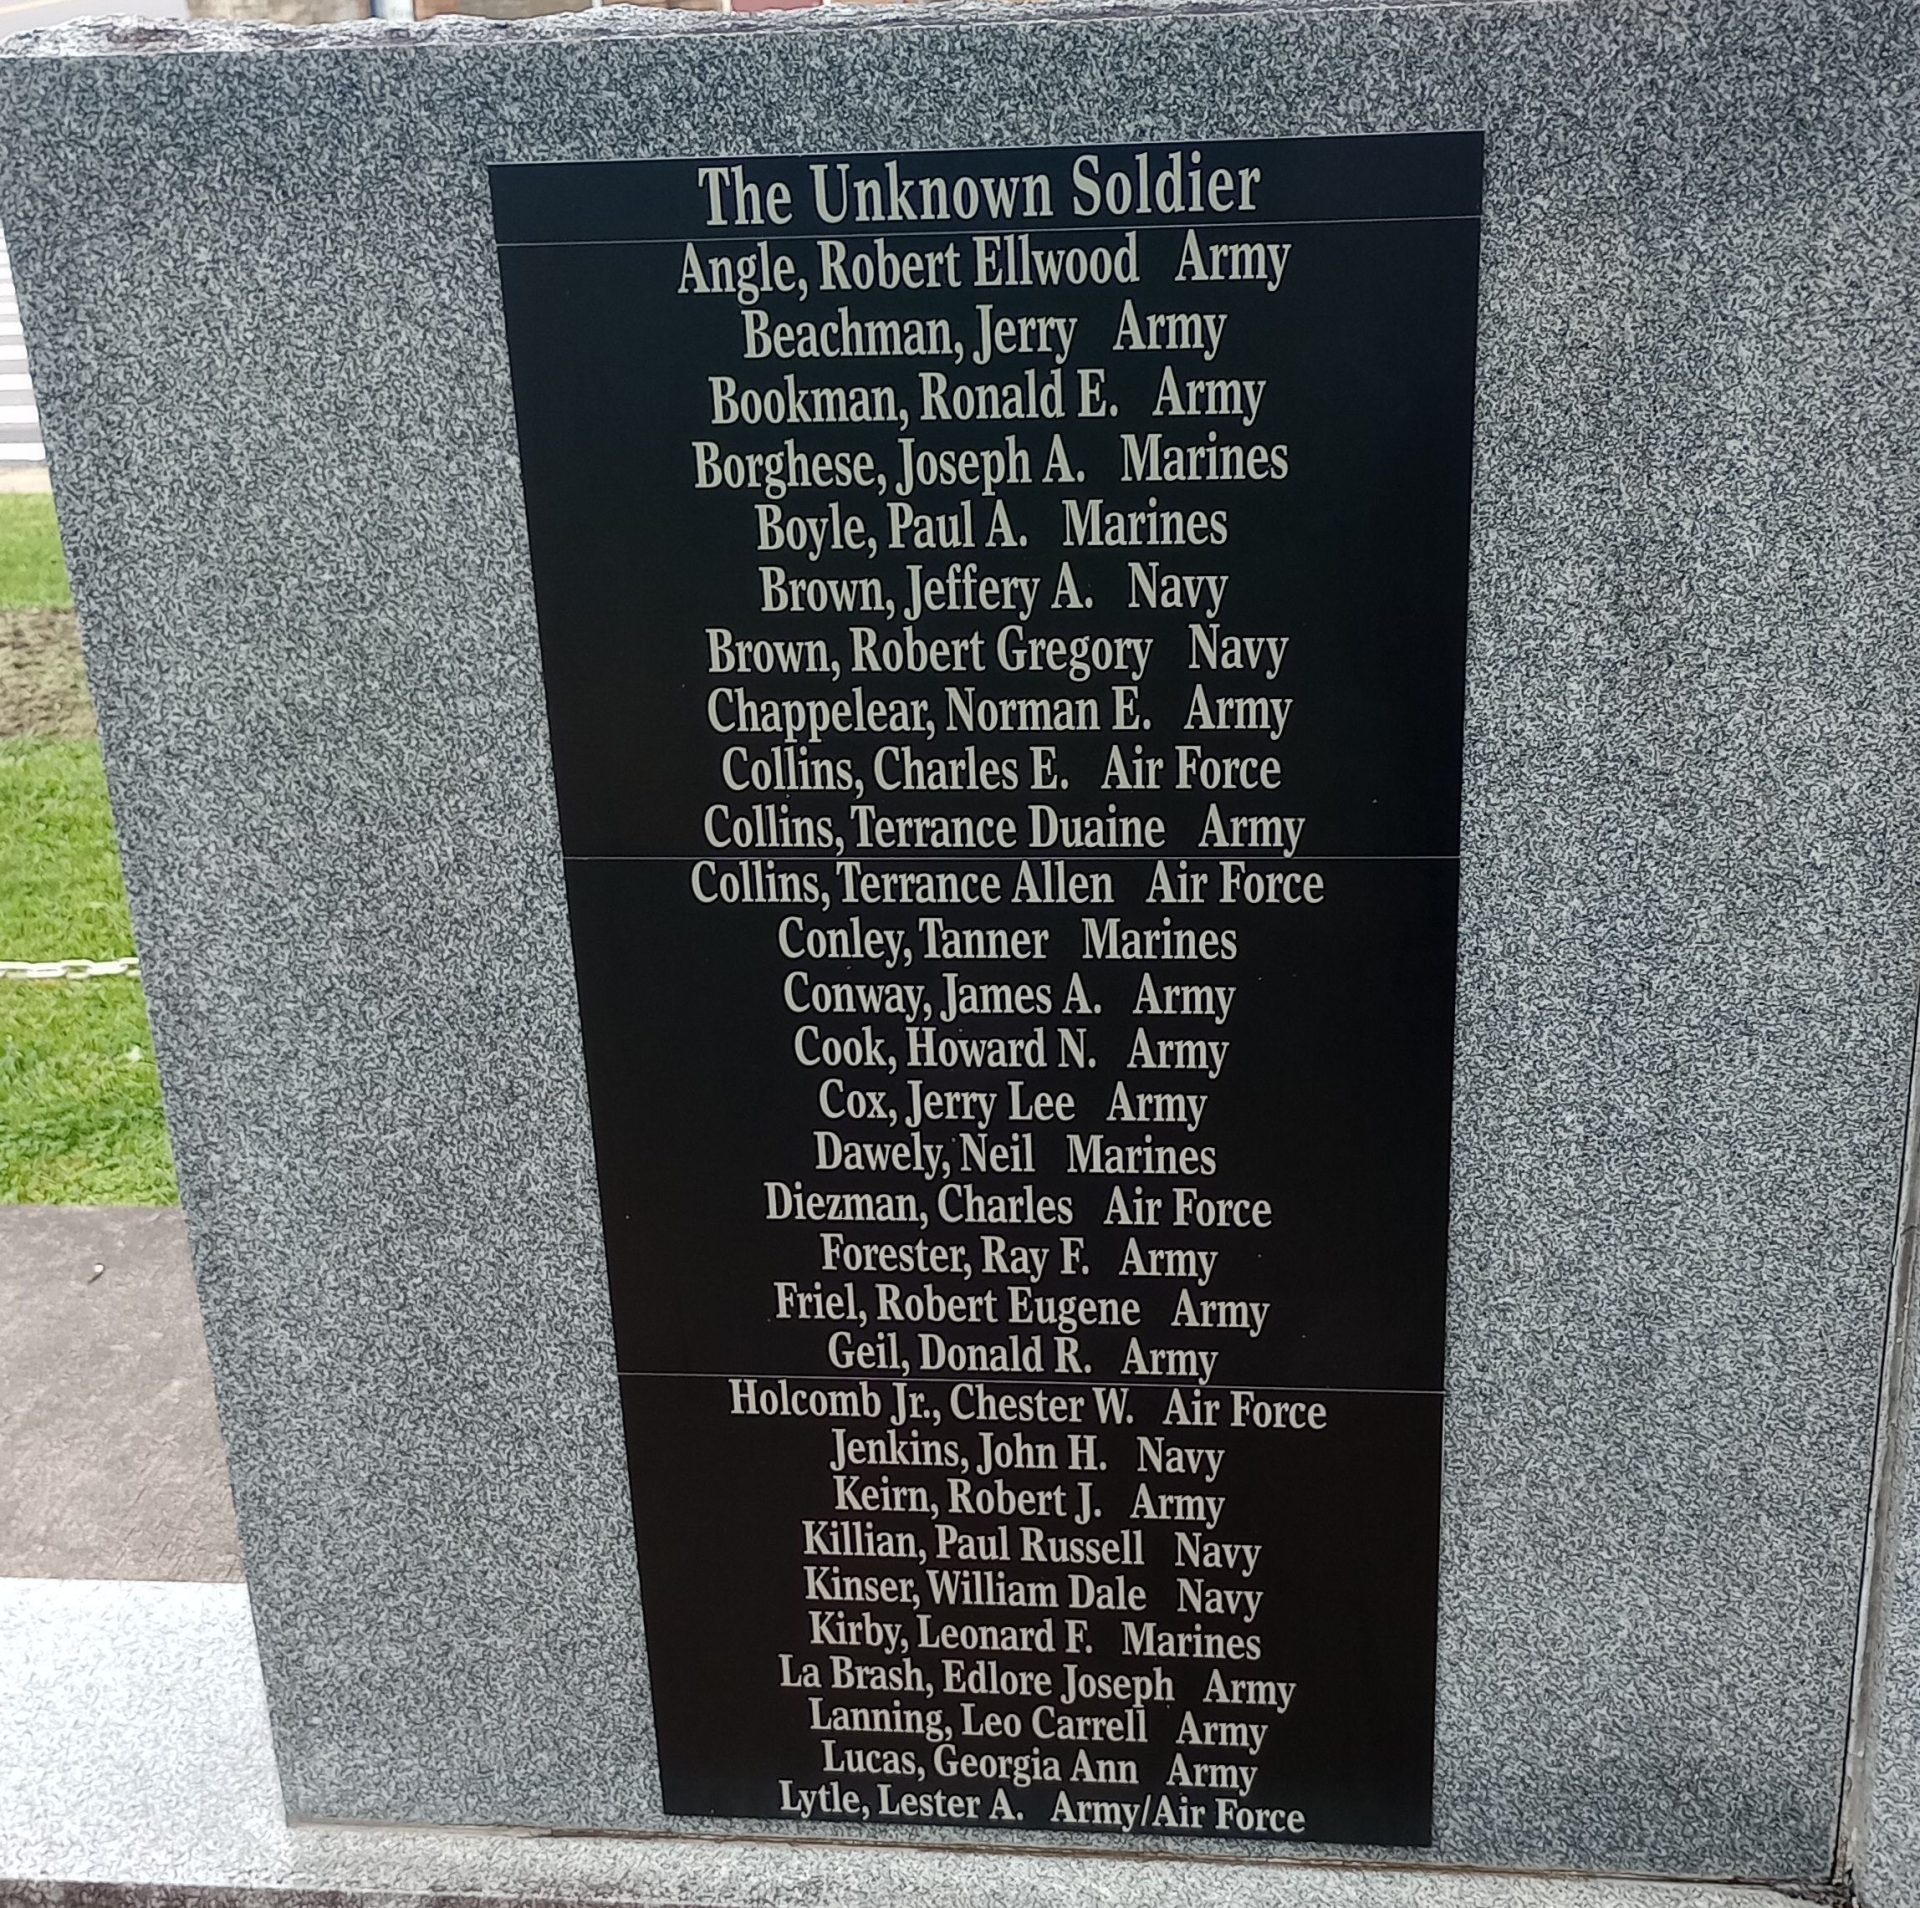 The Unknown Soldier
Angle, Robert Ellwood Army
Beachman, Jerry Army
Bookman, Ronald E. Army
Borghese, Joseph A. Marines
Boyle, Paul A. Marines
Brown, Jeffery A. Navy
Brown, Robert Gregory Navy
Chappelear, Norman E. Army
Collins, Charles E. Air Force
Collins, Terrance Duaine Army
Collins, Terrance Allen Air Force
Conley, Tanner Marines
Conway, James A. Army
Cook, Howard N. Army
Cox, Jerry Lee Army
Dawely, Neil Marines
Diezman, Charles Air Force
Forester, Ray F. Army
Friel, Robert Eugene Army
Geil, Donald R. Army
Holcomb Jr., Chester W. Air Force
Jenkins, John H. Navy
Keirn, Robert J. Army
Killian, Paul Russell Navy
Kinser, William Dale Navy
Kirby, Leonard F. Marines
La Brash, Edlore Joseph Army
Lanning, Leo Carrell Army
Lucas, Georgia Ann Army
Lytle, Lester A. Army/Air Force